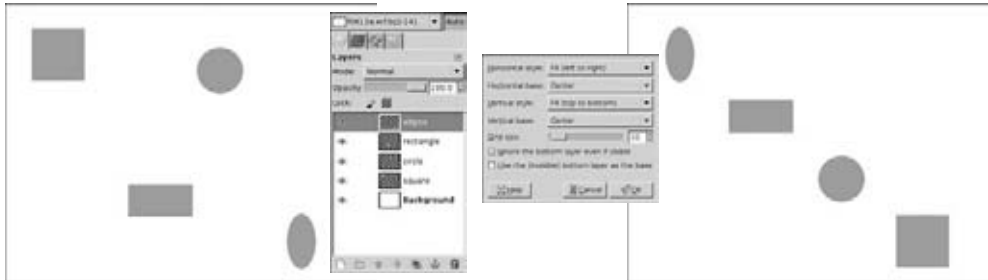 Auto
Layers
Mode: Normal
Opacity 100.0
Lock:
ellipse
rectangle
circle
square
Background
Horizontal style: Fill (left to right)
Horizontal base: Center
Vertical style: Fill (top to bottom)
Vertical base: Center
Grid size: 10
Ignore the bottom layer even if visible
Use the (invisible) bottom layer as the base
Help Cancel OK